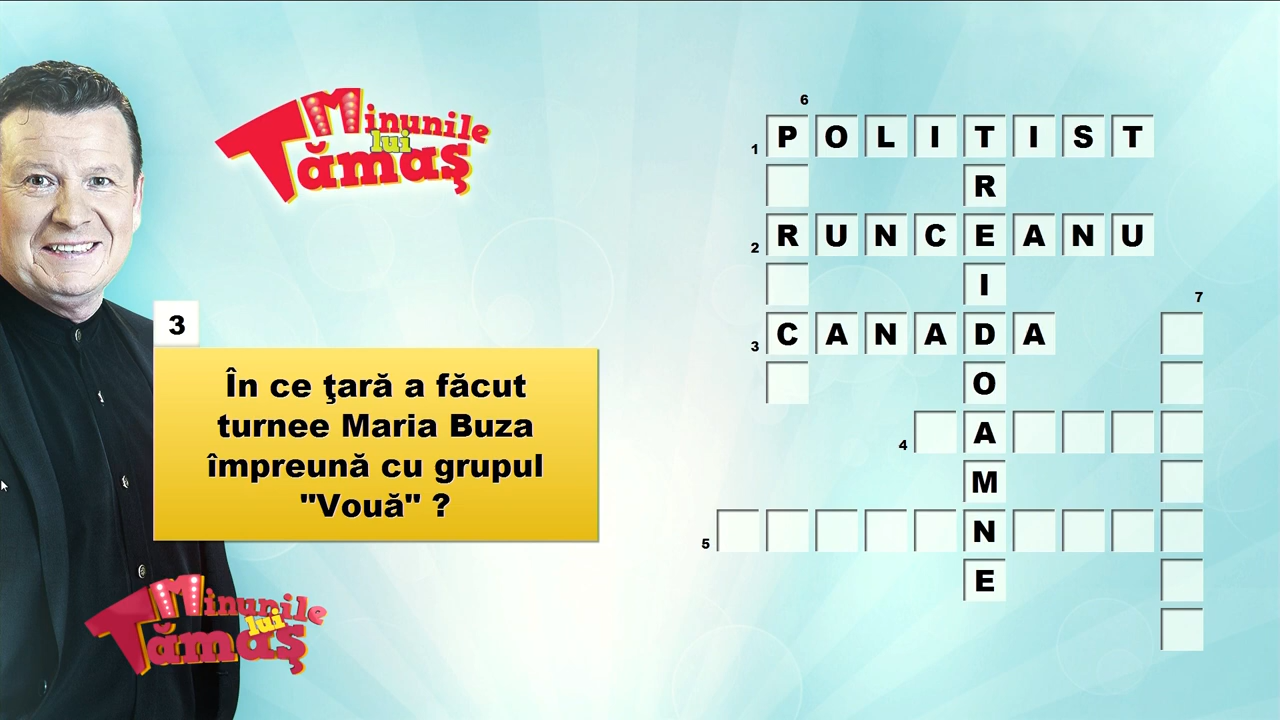 Minunile
lui
Tămaş
3
În ce ţară a făcut
turnee Maria Buza
împreună cu grupul
"Vouă" ?
6
1 POLITIST
R
2 RUNCEANU
I
7
3 CANADA
O
4 A
M
5 N
E
Minunile
lui
Tămaş